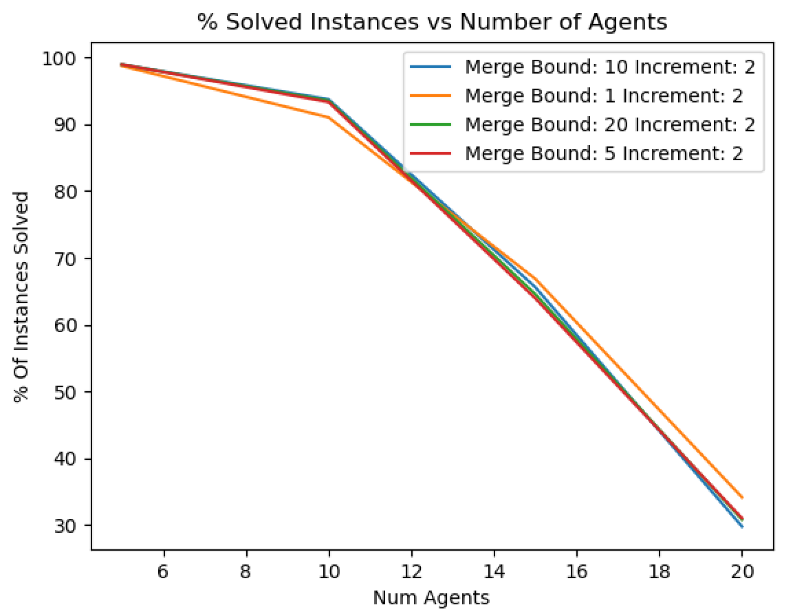 % Solved Instances vs Number of Agents
100
90
80
70
60
50
40
30
% Of Instances Solved
Merge Bound: 10 Increment: 2
Merge Bound: 1 Increment: 2
Merge Bound: 20 Increment: 2
Merge Bound: 5 Increment: 2
6 8 10 12 14 16 18 20
Num Agents